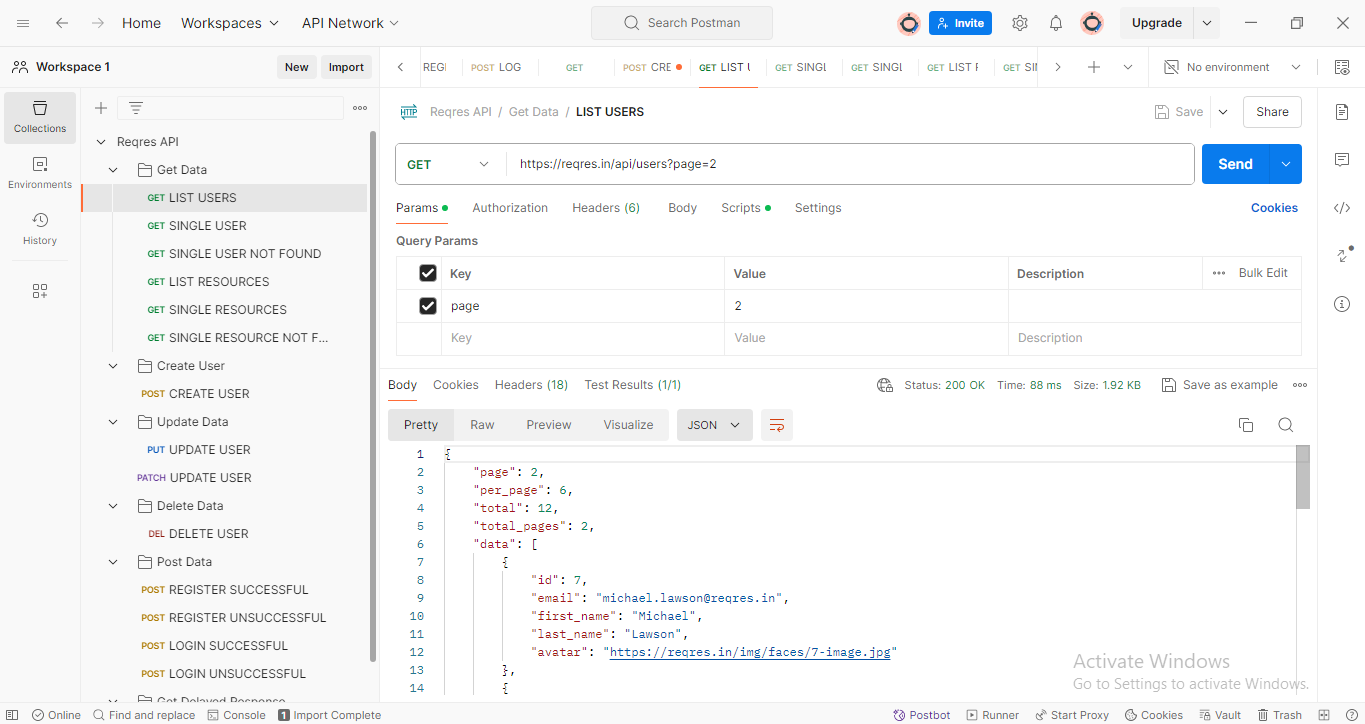 Home Workspaces API Network Search Postman Invite Upgrade
Workspace 1 New Import
REGI POST LOG GET POST CRE GET LIST U GET SINGL GET SINGL GET LIST F GET SIN No environment
Collections
Environments
History
Reqres API
Get Data
GET LIST USERS
GET SINGLE USER
GET SINGLE USER NOT FOUND
GET LIST RESOURCES
GET SINGLE RESOURCES
GET SINGLE RESOURCE NOT F...
Create User
POST CREATE USER
Update Data
PUT UPDATE USER
PATCH UPDATE USER
Delete Data
DEL DELETE USER
Post Data
POST REGISTER SUCCESSFUL
POST REGISTER UNSUCCESSFUL
POST LOGIN SUCCESSFUL
POST LOGIN UNSUCCESSFUL
Get Delayed Response
HTTP Reqres API / Get Data / LIST USERS Save Share
GET https://reqres.in/api/users?page=2 Send
Params Authorization Headers (6) Body Scripts Settings Cookies
Query Params
Key Value Description Bulk Edit
page 2
Key Value Description
Body Cookies Headers (18) Test Results (1/1) Status: 200 OK Time: 88 ms Size: 1.92 KB Save as example
Pretty Raw Preview Visualize JSON
1 {
2 "page": 2,
3 "per_page": 6,
4 "total": 12,
5 "total_pages": 2,
6 "data": [
7 {
8 "id": 7,
9 "email": "michael.lawson@reqres.in",
10 "first_name": "Michael",
11 "last_name": "Lawson",
12 "avatar": "https://reqres.in/img/faces/7-image.jpg"
13 },
14 {
Activate Windows
Go to Settings to activate Windows.
Online Find and replace Console 1 Import Complete Postbot Runner Start Proxy Cookies Vault Trash